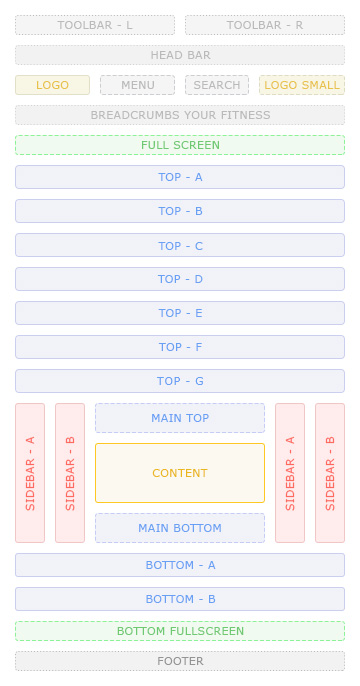 TOOLBAR - L TOOLBAR - R
HEAD BAR
LOGO MENU SEARCH LOGO SMALL
BREADCRUMBS YOUR FITNESS
FULL SCREEN
TOP - A
TOP - B
TOP - C
TOP - D
TOP - E
TOP - F
TOP - G
SIDEBAR - A
SIDEBAR - B
MAIN TOP
CONTENT
MAIN BOTTOM
SIDEBAR - A
SIDEBAR - B
BOTTOM - A
BOTTOM - B
BOTTOM FULLSCREEN
FOOTER